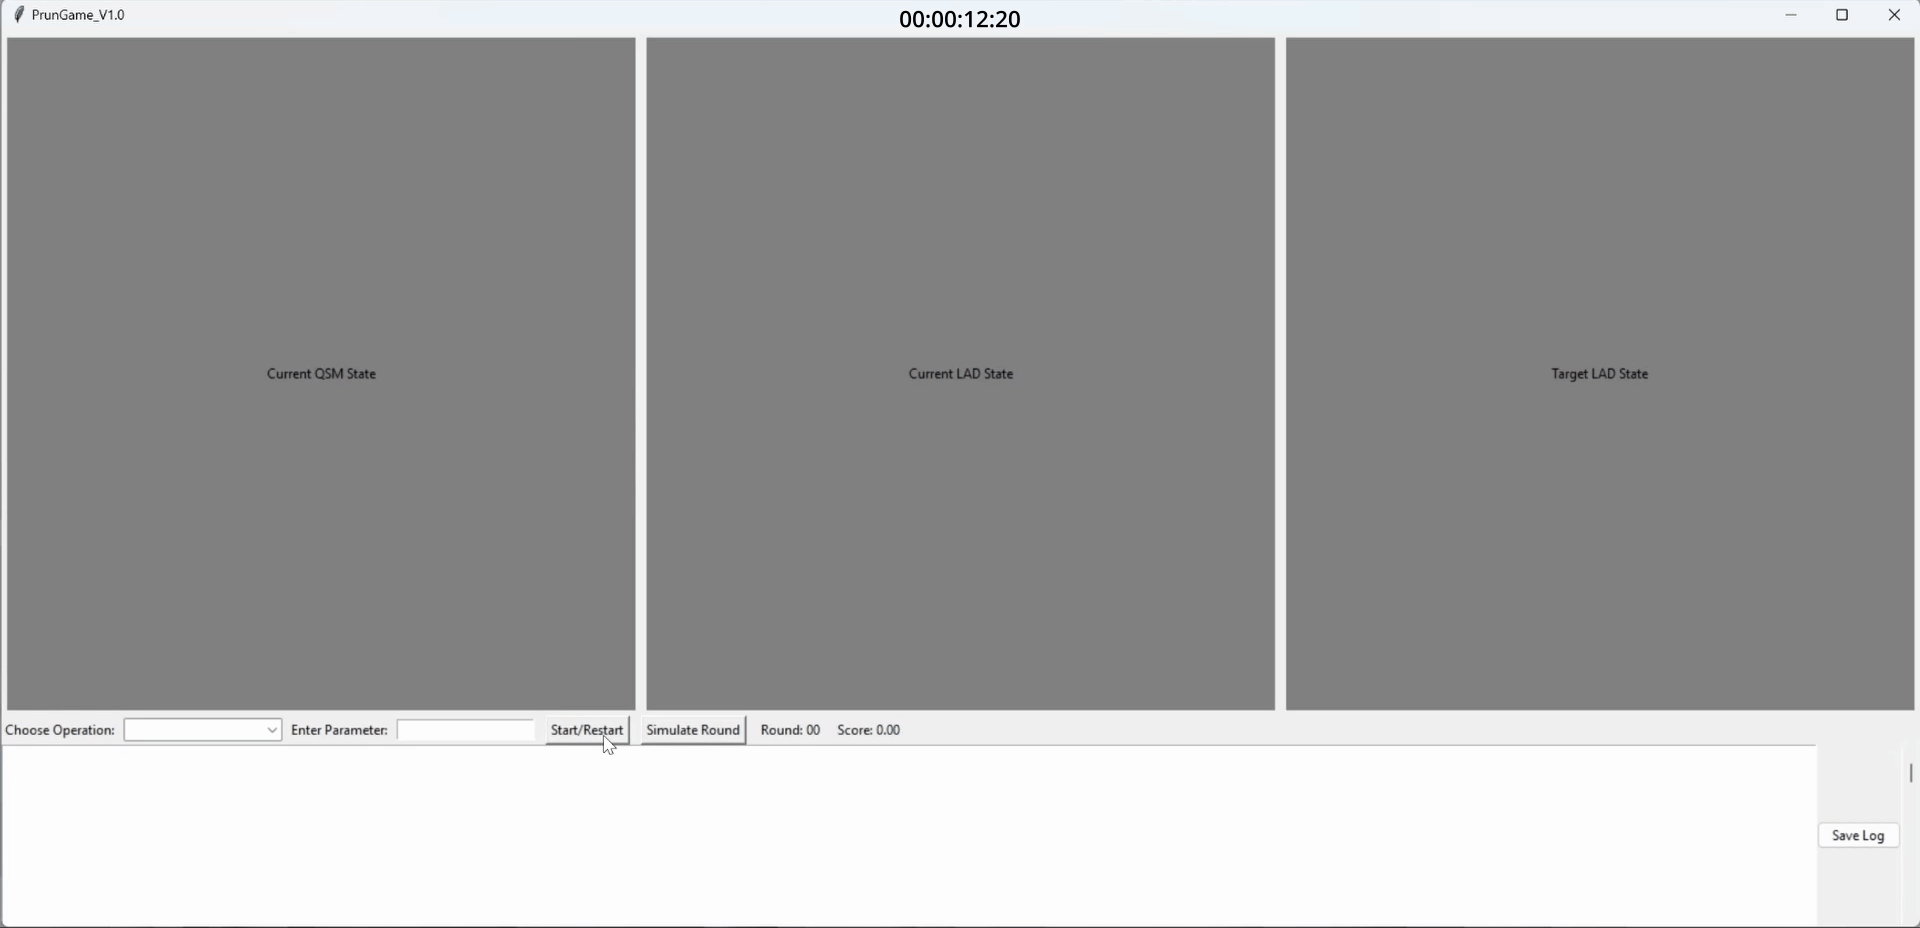 PrunGame_V1.0
00:00:12:20
Current QSM State
Current LAD State
Target LAD State
Choose Operation:
Enter Parameter:
Start/Restart
Simulate Round
Round: 00
Score: 0.00
Save Log